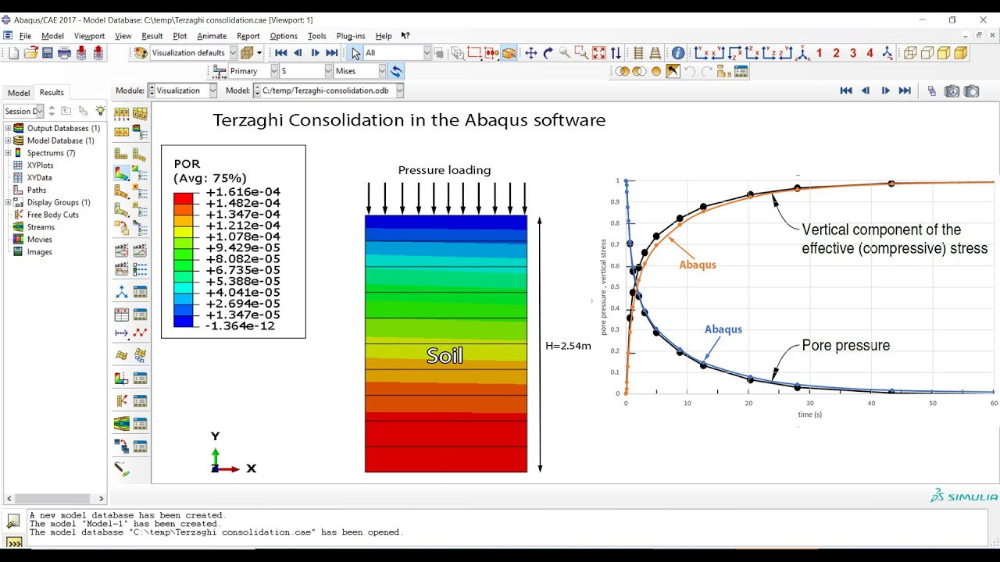 Abaqus/CAE 2017 - Model Database: C:\temp\Terzaghi consolidation.cae [Viewport: 1]
File Model Viewport View Result Plot Animate Report Options Tools Plug-ins Help
Visualization defaults
All
1 2 3 4
Primary S Mises
Model Results
Module: Visualization Model: C:/temp/Terzaghi-consolidation.odb
Session D
Output Databases (1)
Model Database (1)
Spectrums (7)
XYPlots
XYData
Paths
Display Groups (1)
Free Body Cuts
Streams
Movies
Images
Terzaghi Consolidation in the Abaqus software
POR
(Avg: 75%)
+1.616e-04
+1.482e-04
+1.347e-04
+1.212e-04
+1.078e-04
+9.429e-05
+8.082e-05
+6.735e-05
+5.388e-05
+4.041e-05
+2.694e-05
+1.347e-05
-1.364e-12
Pressure loading
Soil
H=2.54m
Y
Z
X
pore pressure , vertical stress
1
0.9
0.8
0.7
0.6
0.5
0.4
0.3
0.2
0.1
0
0 10 20 30 40 50 60
time (s)
Vertical component of the
effective (compressive) stress
Abaqus
Abaqus
Pore pressure
SIMULIA
A new model database has been created.
The model "Model-1" has been created.
The model database "C:\temp\Terzaghi consolidation.cae" has been opened.
>>>